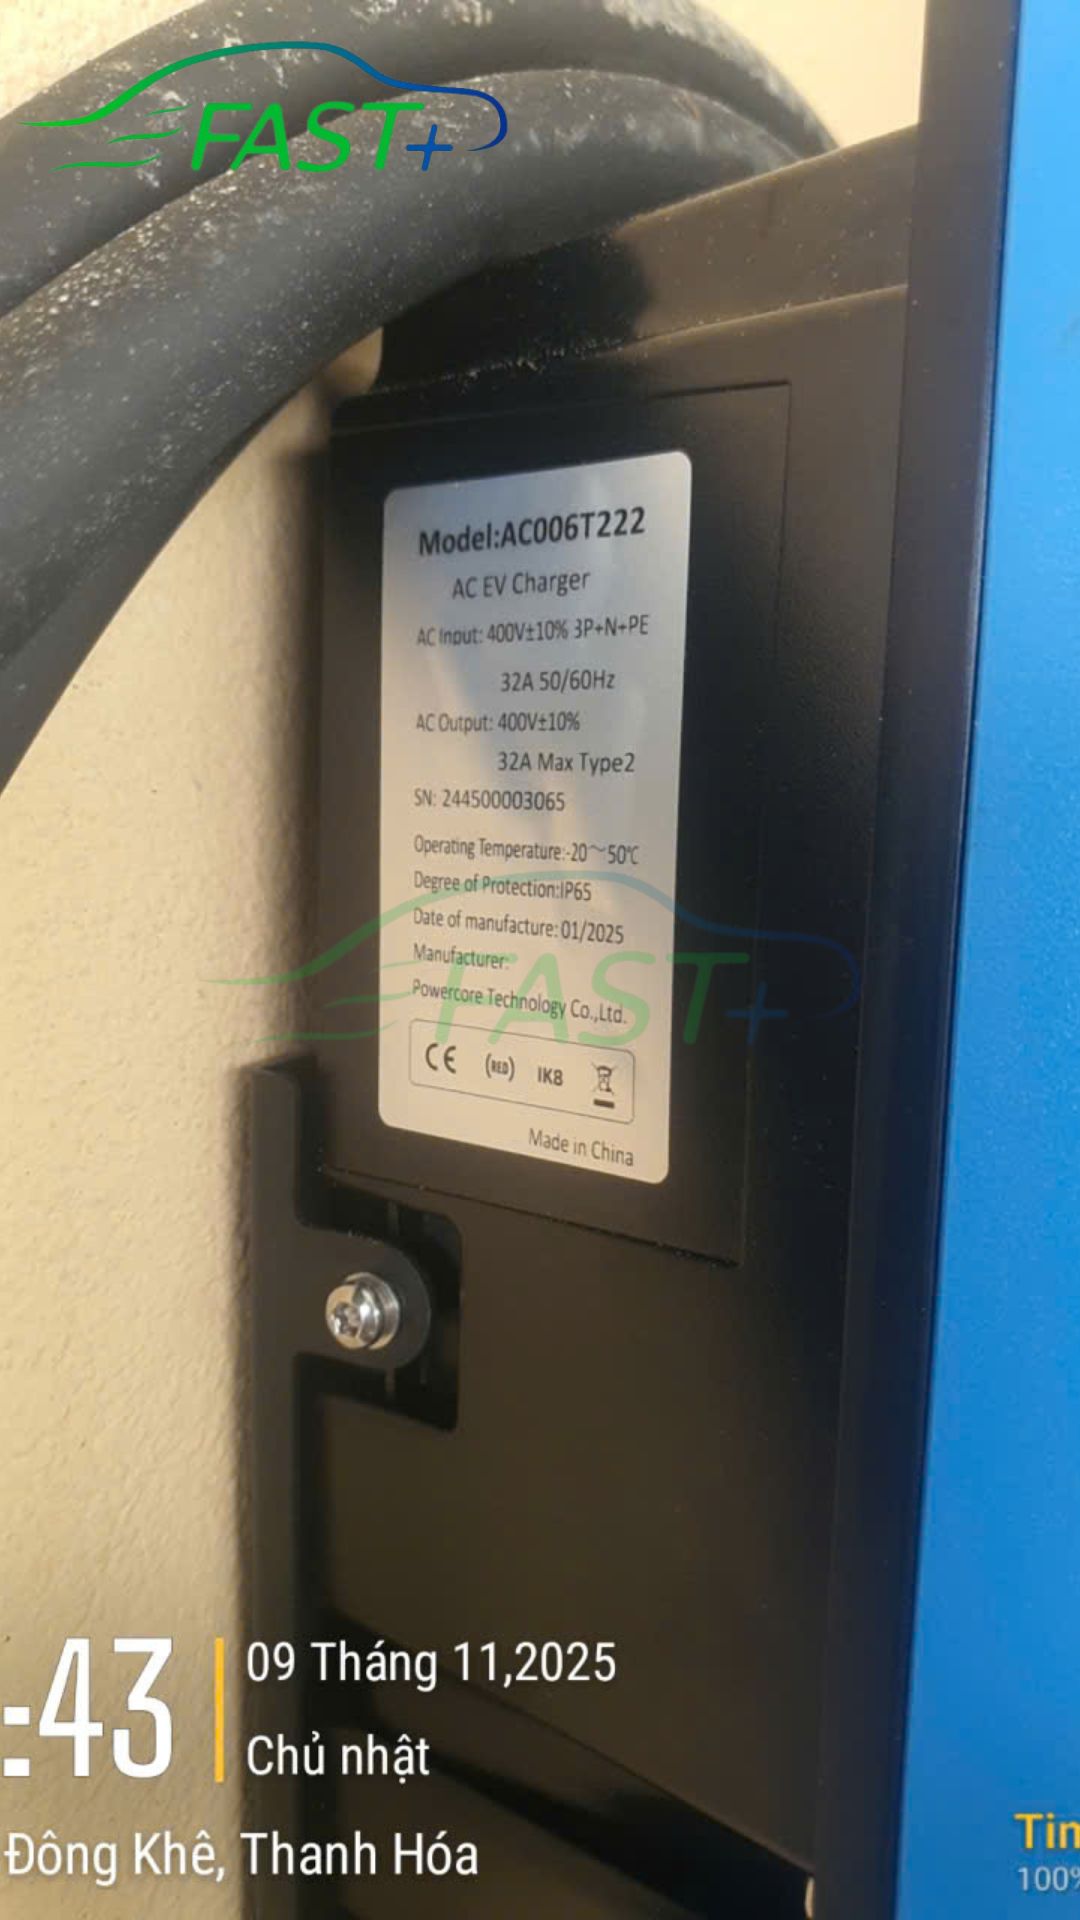 FAST+
Model:AC006T222
AC EV Charger
AC Input: 400V±10% 3P+N+PE
32A 50/60Hz
AC Output: 400V±10%
32A Max Type2
SN: 244500003065
Operating Temperature:-20~50℃
Degree of Protection:IP65
Date of manufacture: 01/2025
Manufacturer:
FAST+
Powercore Technology Co.,Ltd.
CE (RED) IK8
Made in China
:43
09 Tháng 11,2025
Chủ nhật
Đông Khê, Thanh Hóa
100%